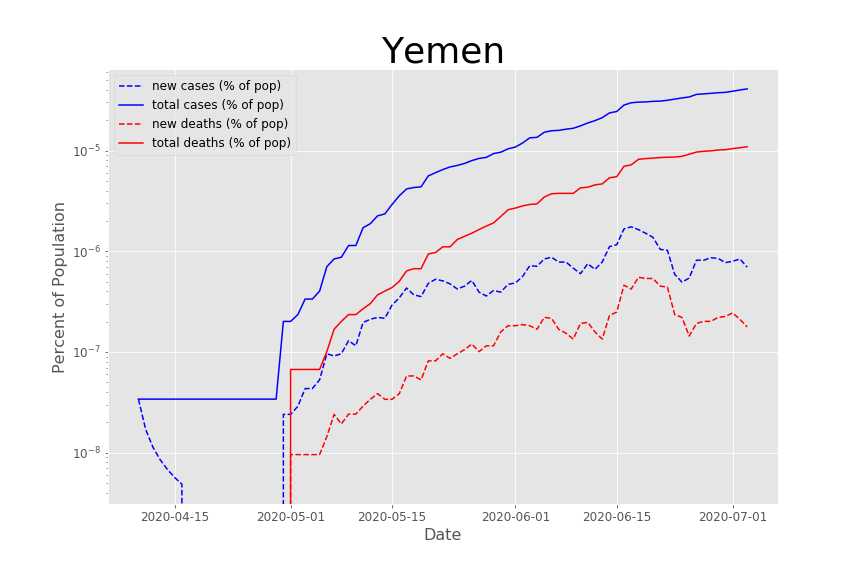 Yemen
new cases (% of pop)
total cases (% of pop)
new deaths (% of pop)
total deaths (% of pop)
Percent of Population
10⁻⁵
10⁻⁶
10⁻⁷
10⁻⁸
2020-04-15 2020-05-01 2020-05-15 2020-06-01 2020-06-15 2020-07-01
Date